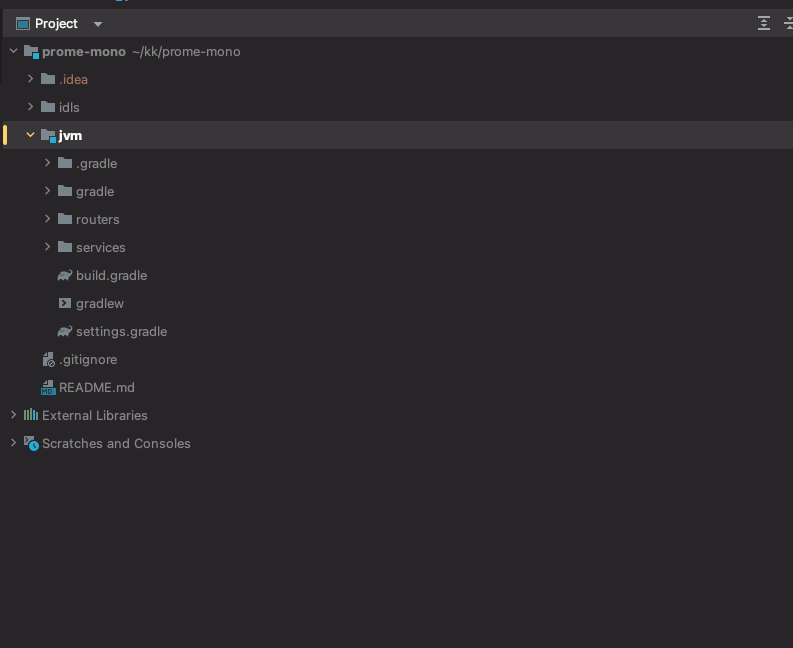 Project
prome-mono ~/kk/prome-mono
.idea
idls
jvm
.gradle
gradle
routers
services
build.gradle
gradlew
settings.gradle
.gitignore
MD README.md
External Libraries
Scratches and Consoles